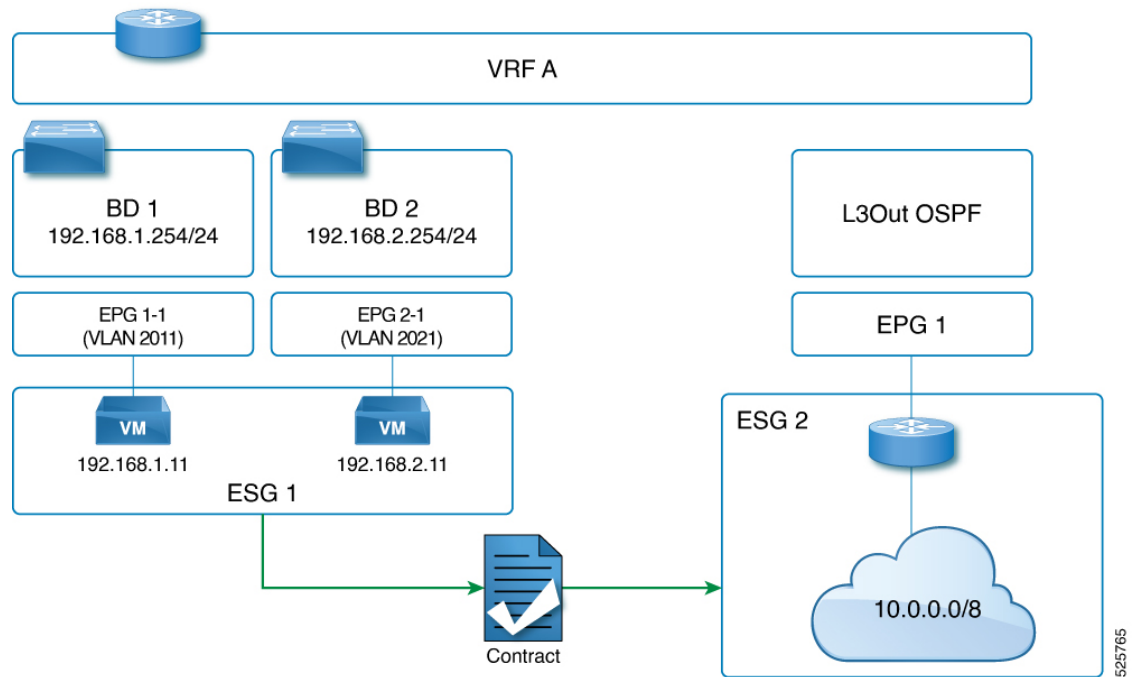 VRF A
BD 1
192.168.1.254/24
BD 2
192.168.2.254/24
L3Out OSPF
EPG 1-1
(VLAN 2011)
EPG 2-1
(VLAN 2021)
EPG 1
VM
192.168.1.11
VM
192.168.2.11
ESG 1
ESG 2
10.0.0.0/8
Contract
525765